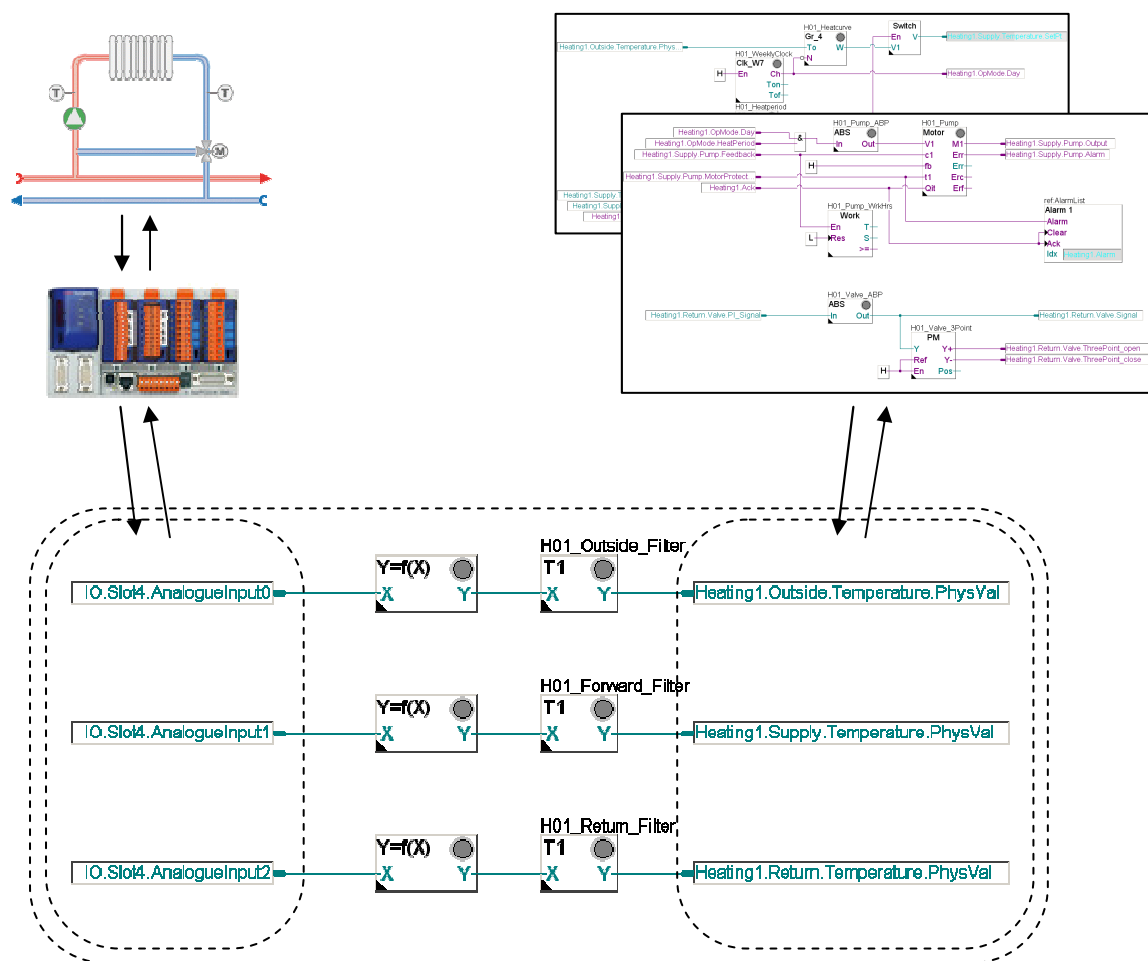 T
T
M
H01_Heatcurve
Gr_4
To
W
N
Switch
En
V
V1
Heating1.Outside.Temperature.Phys...
Heating1.Supply.Temperature.SetPt
H01_WeeklyClock
Clk_W7
H
En
Ch
Ton
Tof
Heating1.OpMode.Day
H01_Heatperiod
Heating1.Supply.T
Heating1.Suppl
Heating1.
Heating1.OpMode.Day
Heating1.OpMode.HeatPeriod
Heating1.Supply.Pump.Feedback
Heating1.Supply.Pump.MotorProtect...
Heating1.Ack
&
H
H01_Pump_ABP
ABS
In
Out
H01_Pump
Motor
V1
M1
c1
Err
fb
Err
t1
Erc
Qit
Erf
Heating1.Supply.Pump.Output
Heating1.Supply.Pump.Alarm
H01_Pump_WrkHrs
Work
En
T
L
Res
S
>=
ref.AlarmList
Alarm 1
Alarm
Clear
Ack
Idx
Heating1.Alarm
Heating1.Return.Valve.PI_Signal
H01_Valve_ABP
ABS
In
Out
Heating1.Return.Valve.Signal
H01_Valve_3Point
PM
Y
Y+
Ref
Y-
H
En
Pos
Heating1.Return.Valve.ThreePoint_open
Heating1.Return.Valve.ThreePoint_close
IO.Slot4.AnalogueInput0
Y=f(X)
X
Y
H01_Outside_Filter
T1
X
Y
Heating1.Outside.Temperature.PhysVal
IO.Slot4.AnalogueInput1
Y=f(X)
X
Y
H01_Forward_Filter
T1
X
Y
Heating1.Supply.Temperature.PhysVal
IO.Slot4.AnalogueInput2
Y=f(X)
X
Y
H01_Return_Filter
T1
X
Y
Heating1.Return.Temperature.PhysVal